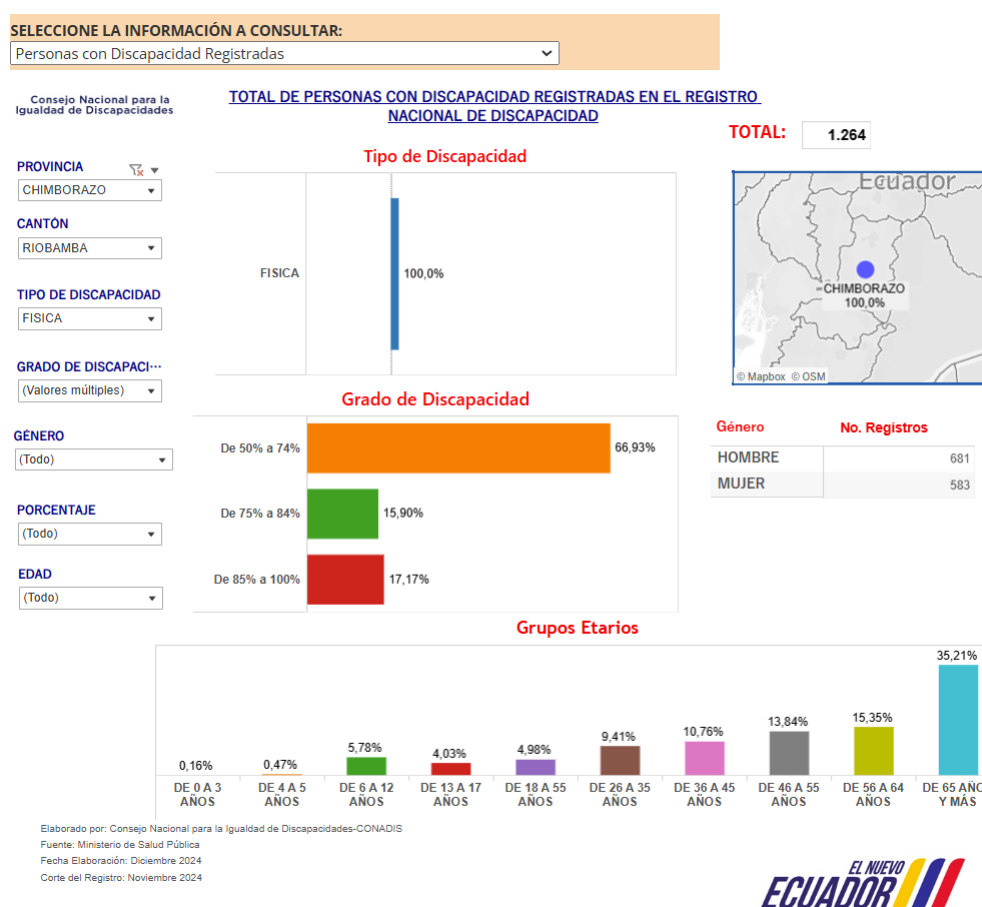 SELECCIONE LA INFORMACIÓN A CONSULTAR:
Personas con Discapacidad Registradas
Consejo Nacional para la
Igualdad de Discapacidades
TOTAL DE PERSONAS CON DISCAPACIDAD REGISTRADAS EN EL REGISTRO
NACIONAL DE DISCAPACIDAD
TOTAL: 1.264
PROVINCIA
CHIMBORAZO
CANTÓN
RIOBAMBA
TIPO DE DISCAPACIDAD
FISICA
GRADO DE DISCAPACI...
(Valores múltiples)
GÉNERO
(Todo)
PORCENTAJE
(Todo)
EDAD
(Todo)
Tipo de Discapacidad
FISICA 100,0%
Ecuador
CHIMBORAZO
100,0%
© Mapbox © OSM
Grado de Discapacidad
De 50% a 74% 66,93%
De 75% a 84% 15,90%
De 85% a 100% 17,17%
Género No. Registros
HOMBRE 681
MUJER 583
Grupos Etarios
0,16% 0,47% 5,78% 4,03% 4,98% 9,41% 10,76% 13,84% 15,35% 35,21%
DE 0 A 3 DE 4 A 5 DE 6 A 12 DE 13 A 17 DE 18 A 55 DE 26 A 35 DE 36 A 45 DE 46 A 55 DE 56 A 64 DE 65 AÑO
AÑOS AÑOS AÑOS AÑOS AÑOS AÑOS AÑOS AÑOS AÑOS Y MÁS
Elaborado por: Consejo Nacional para la Igualdad de Discapacidades-CONADIS
Fuente: Ministerio de Salud Pública
Fecha Elaboración: Diciembre 2024
Corte del Registro: Noviembre 2024
EL NUEVO
ECUADOR